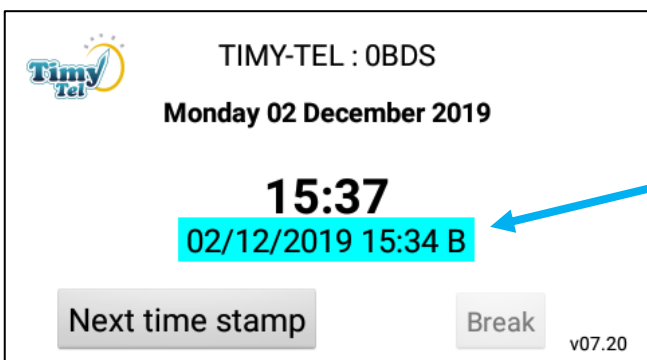 Timy
Tel
TIMY-TEL : 0BDS
Monday 02 December 2019
15:37
02/12/2019 15:34 B
Next time stamp
Break
v07.20